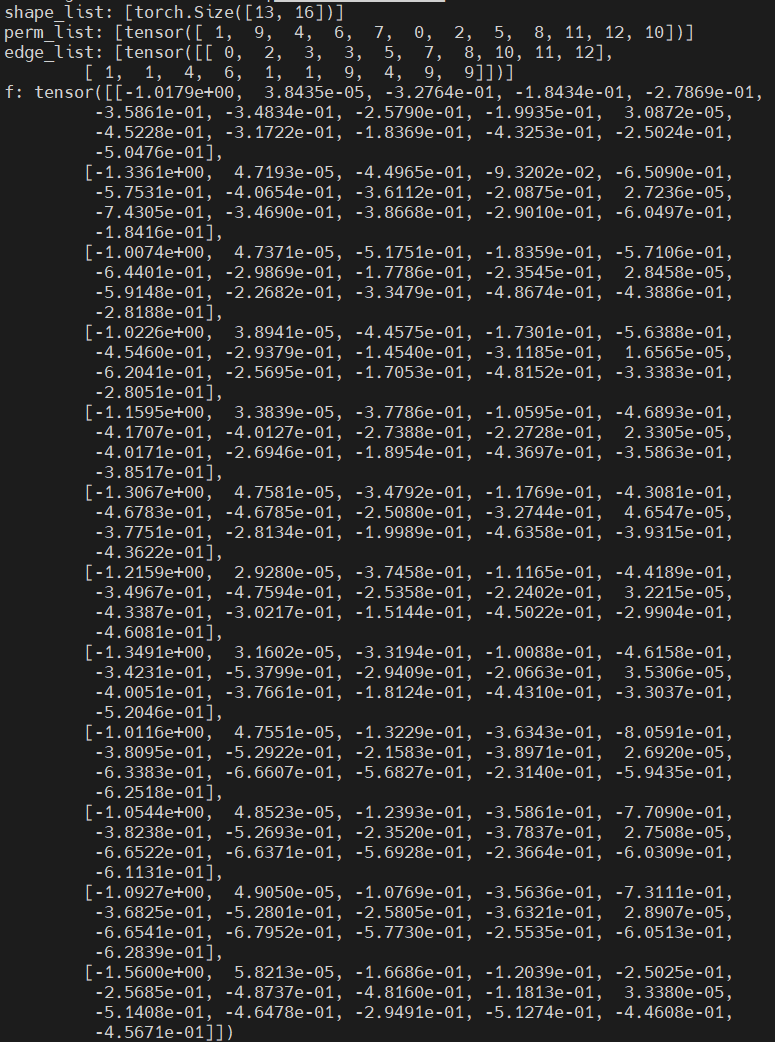 shape_list: [torch.Size([13, 16])]
perm_list: [tensor([ 1,  9,  4,  6,  7,  0,  2,  5,  8, 11, 12, 10])]
edge_list: [tensor([[ 0,  2,  3,  3,  5,  7,  8, 10, 11, 12],
        [ 1,  1,  4,  6,  1,  1,  9,  4,  9,  9]])]
f: tensor([[-1.0179e+00,  3.8435e-05, -3.2764e-01, -1.8434e-01, -2.7869e-01,
         -3.5861e-01, -3.4834e-01, -2.5790e-01, -1.9935e-01,  3.0872e-05,
         -4.5228e-01, -3.1722e-01, -1.8369e-01, -4.3253e-01, -2.5024e-01,
         -5.0476e-01],
        [-1.3361e+00,  4.7193e-05, -4.4965e-01, -9.3202e-02, -6.5090e-01,
         -5.7531e-01, -4.0654e-01, -3.6112e-01, -2.0875e-01,  2.7236e-05,
         -7.4305e-01, -3.4690e-01, -3.8668e-01, -2.9010e-01, -6.0497e-01,
         -1.8416e-01],
        [-1.0074e+00,  4.7371e-05, -5.1751e-01, -1.8359e-01, -5.7106e-01,
         -6.4401e-01, -2.9869e-01, -1.7786e-01, -2.3545e-01,  2.8458e-05,
         -5.9148e-01, -2.2682e-01, -3.3479e-01, -4.8674e-01, -4.3886e-01,
         -2.8188e-01],
        [-1.0226e+00,  3.8941e-05, -4.4575e-01, -1.7301e-01, -5.6388e-01,
         -4.5460e-01, -2.9379e-01, -1.4540e-01, -3.1185e-01,  1.6565e-05,
         -6.2041e-01, -2.5695e-01, -1.7053e-01, -4.8152e-01, -3.3383e-01,
         -2.8051e-01],
        [-1.1595e+00,  3.3839e-05, -3.7786e-01, -1.0595e-01, -4.6893e-01,
         -4.1707e-01, -4.0127e-01, -2.7388e-01, -2.2728e-01,  2.3305e-05,
         -4.0171e-01, -2.6946e-01, -1.8954e-01, -4.3697e-01, -3.5863e-01,
         -3.8517e-01],
        [-1.3067e+00,  4.7581e-05, -3.4792e-01, -1.1769e-01, -4.3081e-01,
         -4.6783e-01, -4.6785e-01, -2.5080e-01, -3.2744e-01,  4.6547e-05,
         -3.7751e-01, -2.8134e-01, -1.9989e-01, -4.6358e-01, -3.9315e-01,
         -4.3622e-01],
        [-1.2159e+00,  2.9280e-05, -3.7458e-01, -1.1165e-01, -4.4189e-01,
         -3.4967e-01, -4.7594e-01, -2.5358e-01, -2.2402e-01,  3.2215e-05,
         -4.3387e-01, -3.0217e-01, -1.5144e-01, -4.5022e-01, -2.9904e-01,
         -4.6081e-01],
        [-1.3491e+00,  3.1602e-05, -3.3194e-01, -1.0088e-01, -4.6158e-01,
         -3.4231e-01, -5.3799e-01, -2.9409e-01, -2.0663e-01,  3.5306e-05,
         -4.0051e-01, -3.7661e-01, -1.8124e-01, -4.4310e-01, -3.3037e-01,
         -5.2046e-01],
        [-1.0116e+00,  4.7551e-05, -1.3229e-01, -3.6343e-01, -8.0591e-01,
         -3.8095e-01, -5.2922e-01, -2.1583e-01, -3.8971e-01,  2.6920e-05,
         -6.3383e-01, -6.6607e-01, -5.6827e-01, -2.3140e-01, -5.9435e-01,
         -6.2518e-01],
        [-1.0544e+00,  4.8523e-05, -1.2393e-01, -3.5861e-01, -7.7090e-01,
         -3.8238e-01, -5.2693e-01, -2.3520e-01, -3.7837e-01,  2.7508e-05,
         -6.6522e-01, -6.6371e-01, -5.6928e-01, -2.3664e-01, -6.0309e-01,
         -6.1131e-01],
        [-1.0927e+00,  4.9050e-05, -1.0769e-01, -3.5636e-01, -7.3111e-01,
         -3.6825e-01, -5.2801e-01, -2.5805e-01, -3.6321e-01,  2.8907e-05,
         -6.6541e-01, -6.7952e-01, -5.7730e-01, -2.5535e-01, -6.0513e-01,
         -6.2839e-01],
        [-1.5600e+00,  5.8213e-05, -1.6686e-01, -1.2039e-01, -2.5025e-01,
         -2.5685e-01, -4.8737e-01, -4.8160e-01, -1.1813e-01,  3.3380e-05,
         -5.1408e-01, -4.6478e-01, -2.9491e-01, -5.1274e-01, -4.4608e-01,
         -4.5671e-01]])